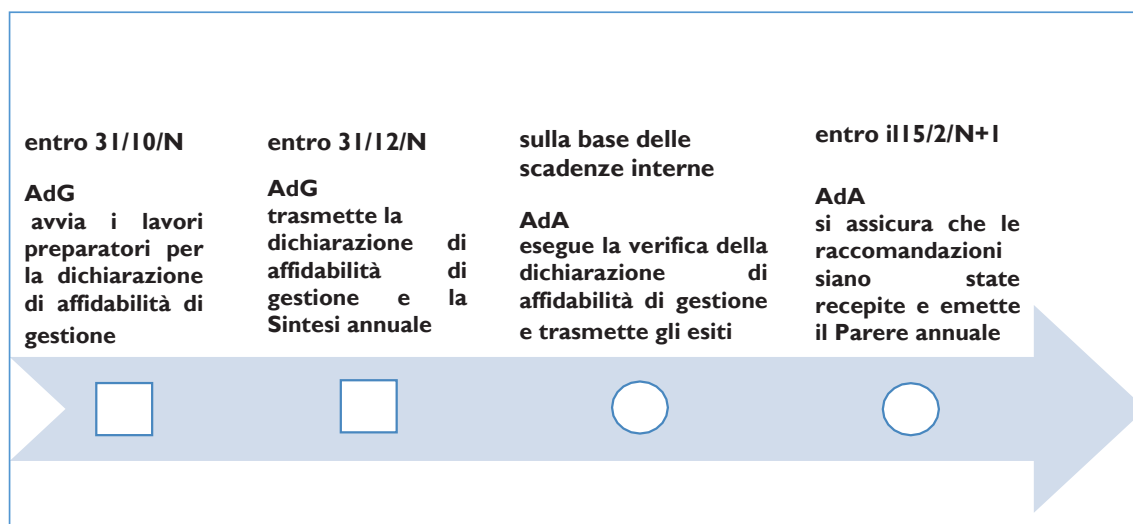 entro 31/10/N
AdG
avvia i lavori
preparatori per
la dichiarazione
di affidabilità di
gestione
entro 31/12/N
AdG
trasmette la
dichiarazione di
affidabilità di
gestione e la
Sintesi annuale
sulla base delle
scadenze interne
AdA
esegue la verifica della
dichiarazione di
affidabilità di gestione
e trasmette gli esiti
entro il15/2/N+1
AdA
si assicura che le
raccomandazioni
siano state
recepite e emette
il Parere annuale